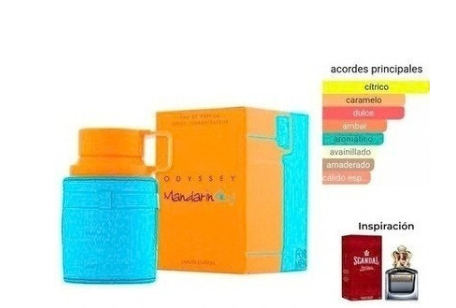 acordes principales
cítrico
caramelo
dulce
ámbar
aromático
avainillado
amaderado
cálido esp...
ODYSSEY
Mandarin Sky
Inspiración
SCANDAL